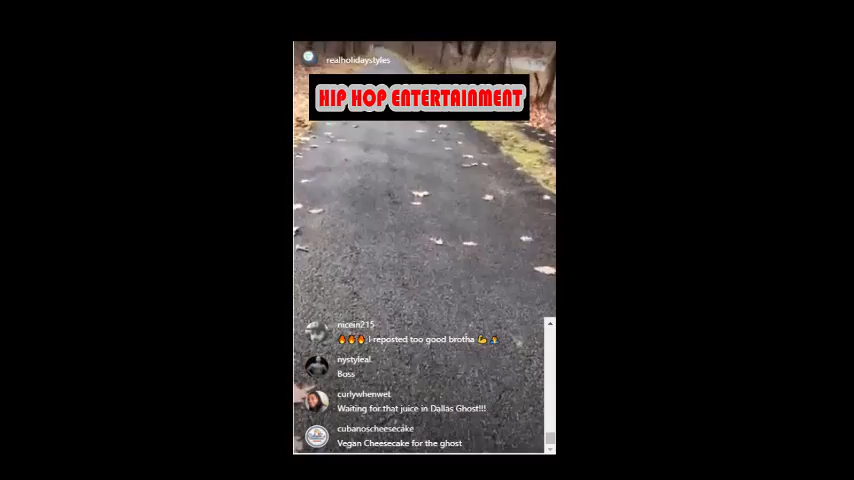 realholidaystyles
HIP HOP ENTERTAINMENT
nicein215
🔥🔥🔥 I reposted too good brotha 💪
nystyleal
Boss
curlywhenwet
Waiting for that juice in Dallas Ghost!!!
cubanoscheesecake
Vegan Cheesecake for the ghost